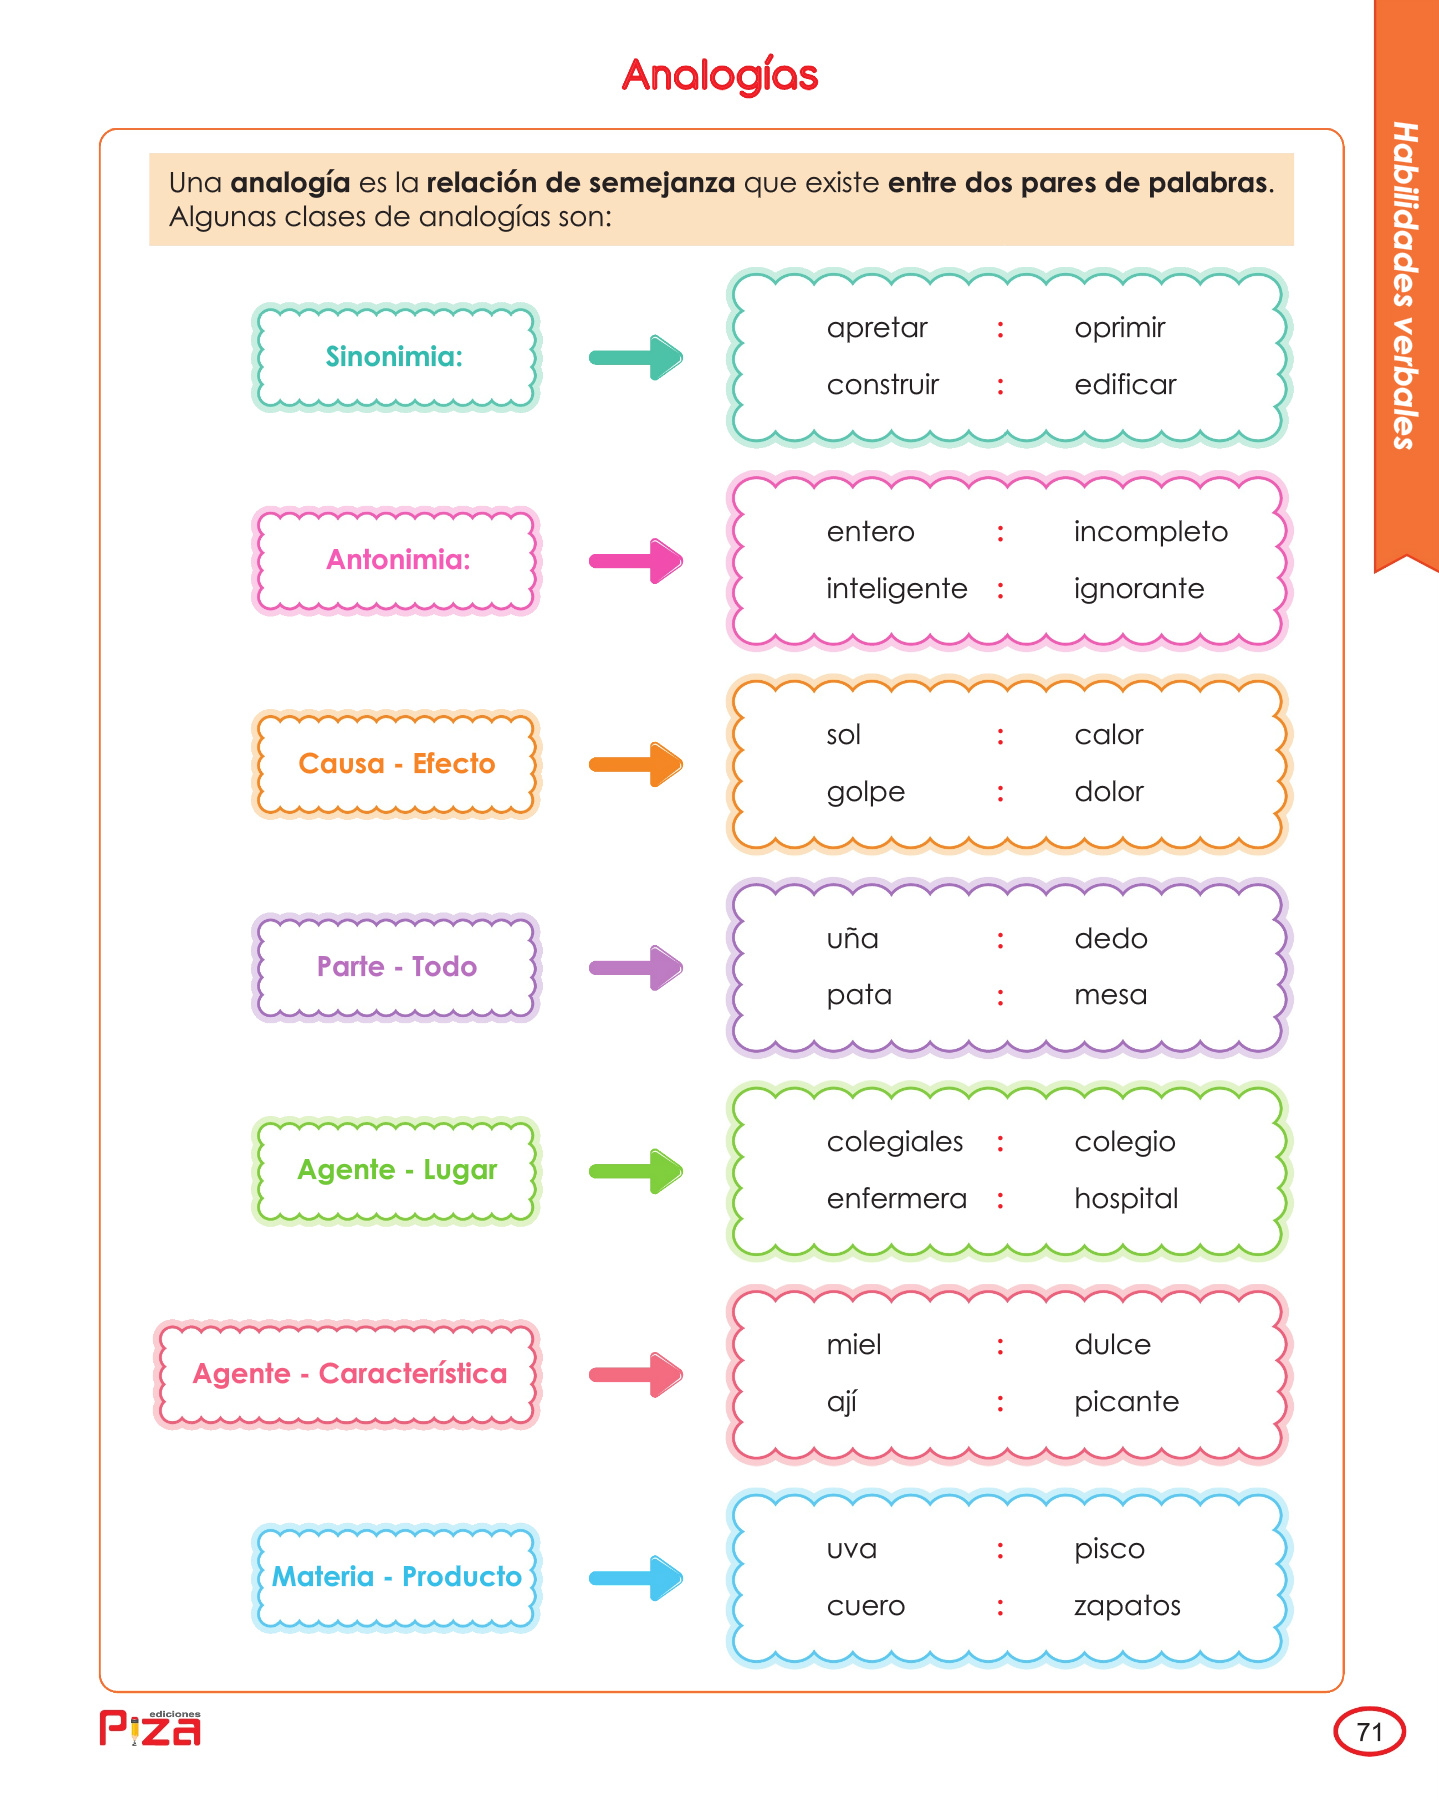 Analogías
Habilidades verbales
Una analogía es la relación de semejanza que existe entre dos pares de palabras.
Algunas clases de analogías son:
Sinonimia:
apretar : oprimir
construir : edificar
Antonimia:
entero : incompleto
inteligente : ignorante
Causa - Efecto
sol : calor
golpe : dolor
Parte - Todo
uña : dedo
pata : mesa
Agente - Lugar
colegiales : colegio
enfermera : hospital
Agente - Característica
miel : dulce
ají : picante
Materia - Producto
uva : pisco
cuero : zapatos
ediciones
Piza
71